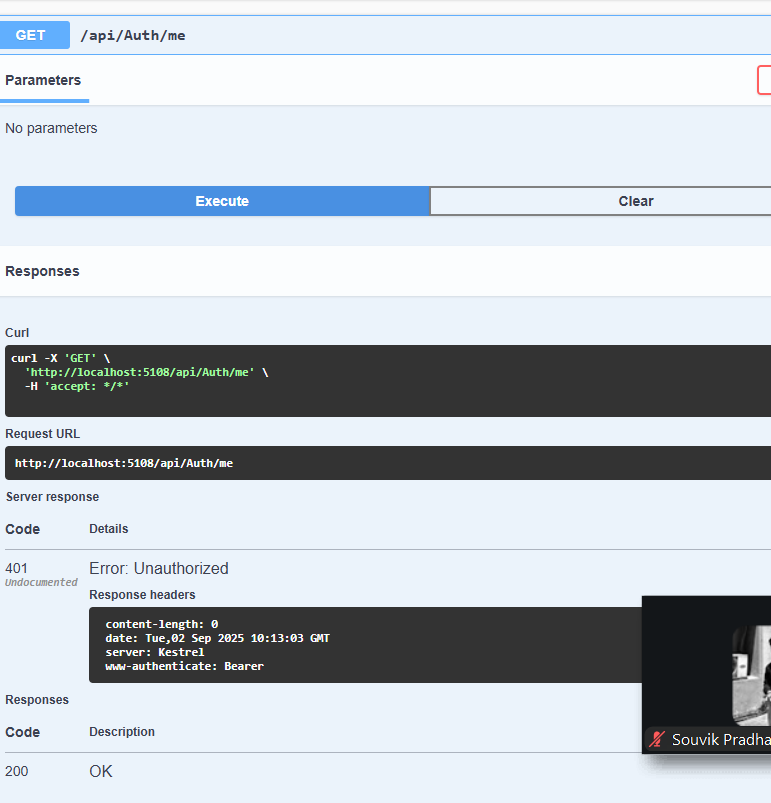 GET /api/Auth/me
Parameters
No parameters
Execute Clear
Responses
Curl
curl -X 'GET' \
'http://localhost:5108/api/Auth/me' \
-H 'accept: */*'
Request URL
http://localhost:5108/api/Auth/me
Server response
Code Details
401 Error: Unauthorized
Undocumented
Response headers
content-length: 0
date: Tue,02 Sep 2025 10:13:03 GMT
server: Kestrel
www-authenticate: Bearer
Responses
Code Description
Souvik Pradha
200 OK